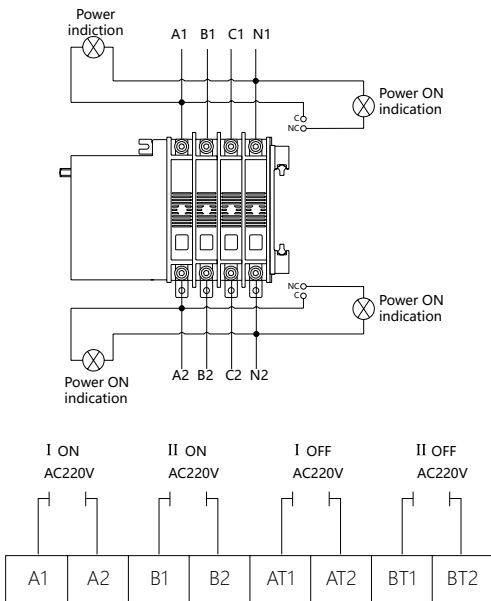 Power
indiction
A1 B1 C1 N1
Power ON
indication
C
NC
NC
C
Power ON
indication
Power ON
indication
A2 B2 C2 N2
I ON II ON I OFF II OFF
AC220V AC220V AC220V AC220V
A1 A2 B1 B2 AT1 AT2 BT1 BT2